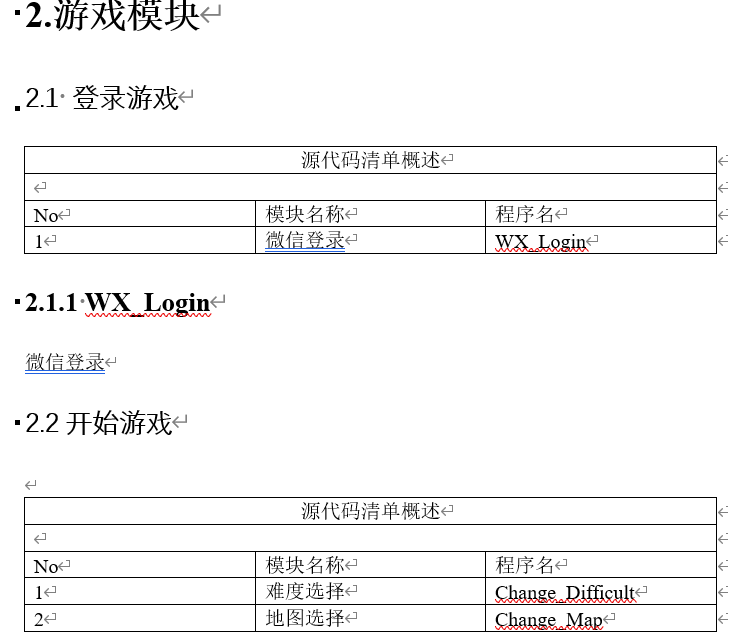 2.游戏模块
2.1 登录游戏
源代码清单概述
No 模块名称 程序名
1 微信登录 WX_Login
2.1.1 WX_Login
微信登录
2.2 开始游戏
源代码清单概述
No 模块名称 程序名
1 难度选择 Change_Difficult
2 地图选择 Change_Map